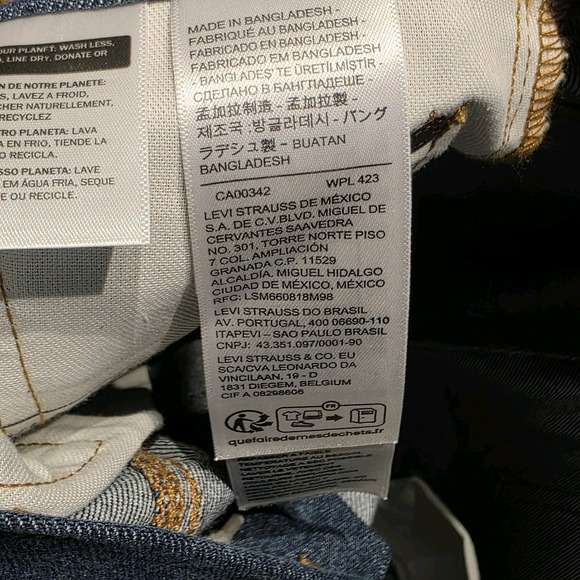 OUR PLANET: WASH LESS,
, LINE DRY, DONATE OR
N DE NOTRE PLANETE:
S, LAVEZ A FROID,
CHER NATURELLEMENT,
RECYCLEZ
TRO PLANETA: LAVA
A EN FRIO, TIENDE LA
O RECICLA.
SSO PLANETA: LAVE
EM ÁGUA FRIA, SEQUE
E OU RECICLE.
MADE IN BANGLADESH -
FABRIQUÉ AU BANGLADESH -
FABRICADO EN BANGLADESH -
FABRICADO EM BANGLADESH
- BANGLADEŞ' TE ÜRETİLMİŞTİR
СДЕЛАНО В БАНГЛАДЕШЕ -
孟加拉制造 - 孟加拉製 -
제조국 :방글라데시 - バング
ラデシュ製 - BUATAN
BANGLADESH
CA00342 WPL 423
LEVI STRAUSS DE MÉXICO
S.A. DE C.V.BLVD. MIGUEL DE
CERVANTES SAAVEDRA
NO. 301, TORRE NORTE PISO
7 COL. AMPLIACIÓN
GRANADA C.P. 11529
ALCALDÍA. MIGUEL HIDALGO
CIUDAD DE MÉXICO, MÉXICO
RFC: LSM660818M98
LEVI STRAUSS DO BRASIL
AV. PORTUGAL, 400 06690-110
ITAPEVI – SAO PAULO BRASIL
CNPJ: 43.351.097/0001-90
LEVI STRAUSS & CO. EU
SCA/CVA LEONARDO DA
VINCILAAN, 19 - D
1831 DIEGEM, BELGIUM
CIF A 08298606
FR
quefairedemesdechets.fr